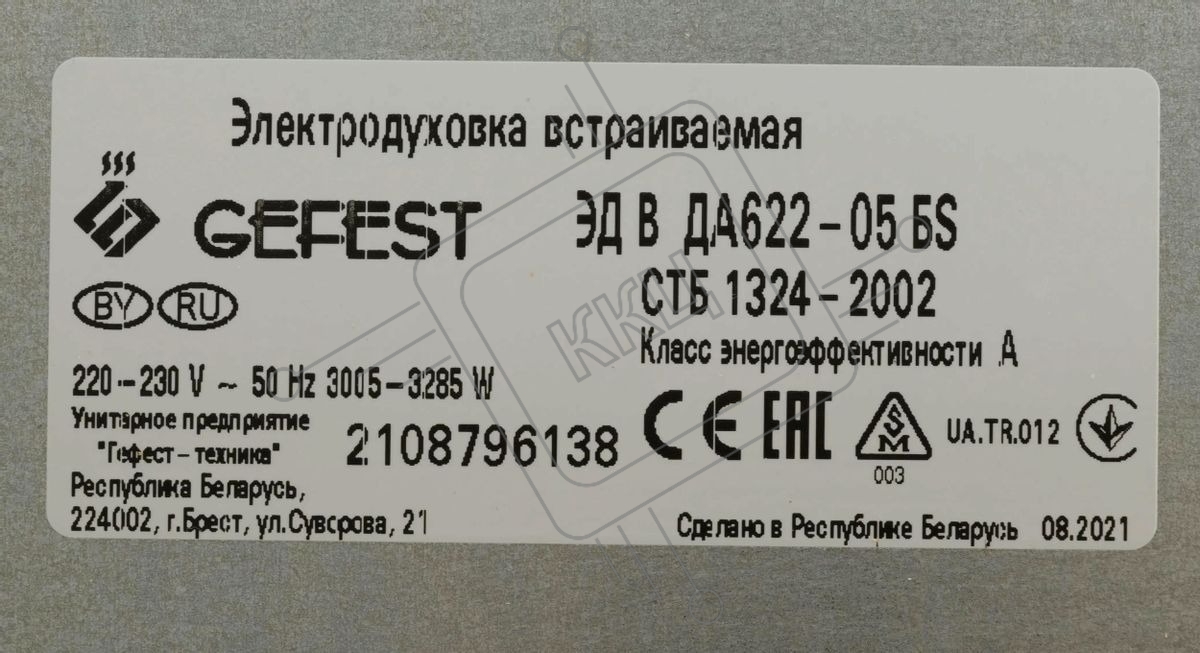 Электродуховка встраиваемая
GEFEST
ЭД В ДА622-05 БS
BY RU
СТБ 1324-2002
Класс энергоэффективности А
220-230 V ~ 50 Hz 3005-3285 W
Унитарное предприятие
"Гефест-техника"
2108796138
CE EAC
SM
003
UA.TR.012
Республика Беларусь,
224002, г.Брест, ул.Суворова, 21
Сделано в Республике Беларусь 08.2021
ККЦ